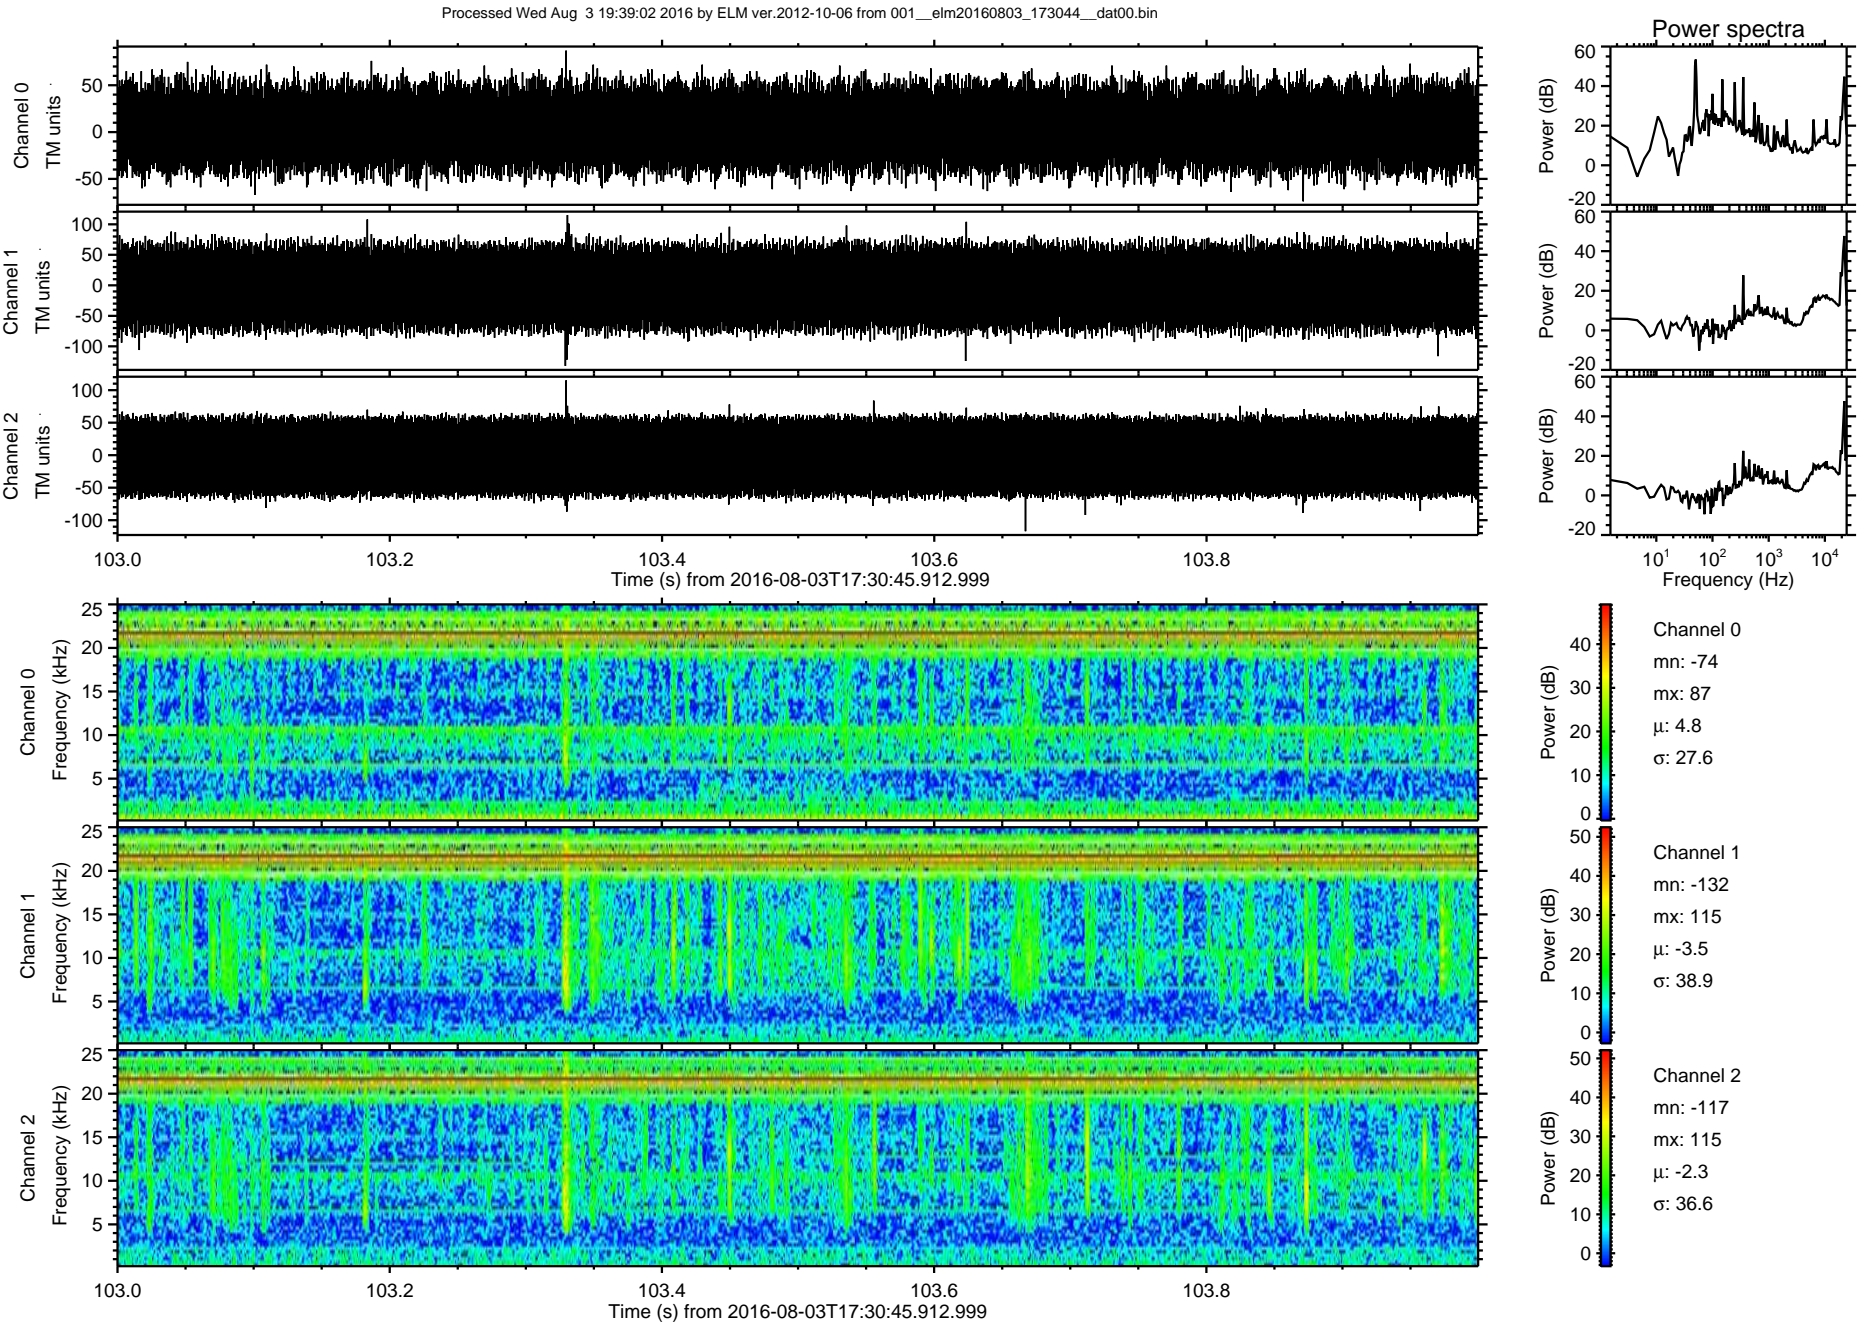 Processed Wed Aug  3 19:39:02 2016 by ELM ver.2012-10-06 from 001__elm20160803_173044__dat00.bin
Power spectra
Channel 0
TM units
50
0
-50
Power (dB)
60
40
20
0
-20
Channel 1
TM units
100
50
0
-50
-100
Power (dB)
60
40
20
0
-20
Channel 2
TM units
100
50
0
-50
-100
Power (dB)
60
40
20
0
-20
103.0 103.2 103.4 103.6 103.8
Time (s) from 2016-08-03T17:30:45.912.999
10^1 10^2 10^3 10^4
Frequency (Hz)
Channel 0
Frequency (kHz)
25
20
15
10
5
Power (dB)
40
30
20
10
0
Channel 0
mn: -74
mx: 87
μ: 4.8
σ: 27.6
Channel 1
Frequency (kHz)
25
20
15
10
5
Power (dB)
50
40
30
20
10
0
Channel 1
mn: -132
mx: 115
μ: -3.5
σ: 38.9
Channel 2
Frequency (kHz)
25
20
15
10
5
Power (dB)
50
40
30
20
10
0
Channel 2
mn: -117
mx: 115
μ: -2.3
σ: 36.6
103.0 103.2 103.4 103.6 103.8
Time (s) from 2016-08-03T17:30:45.912.999